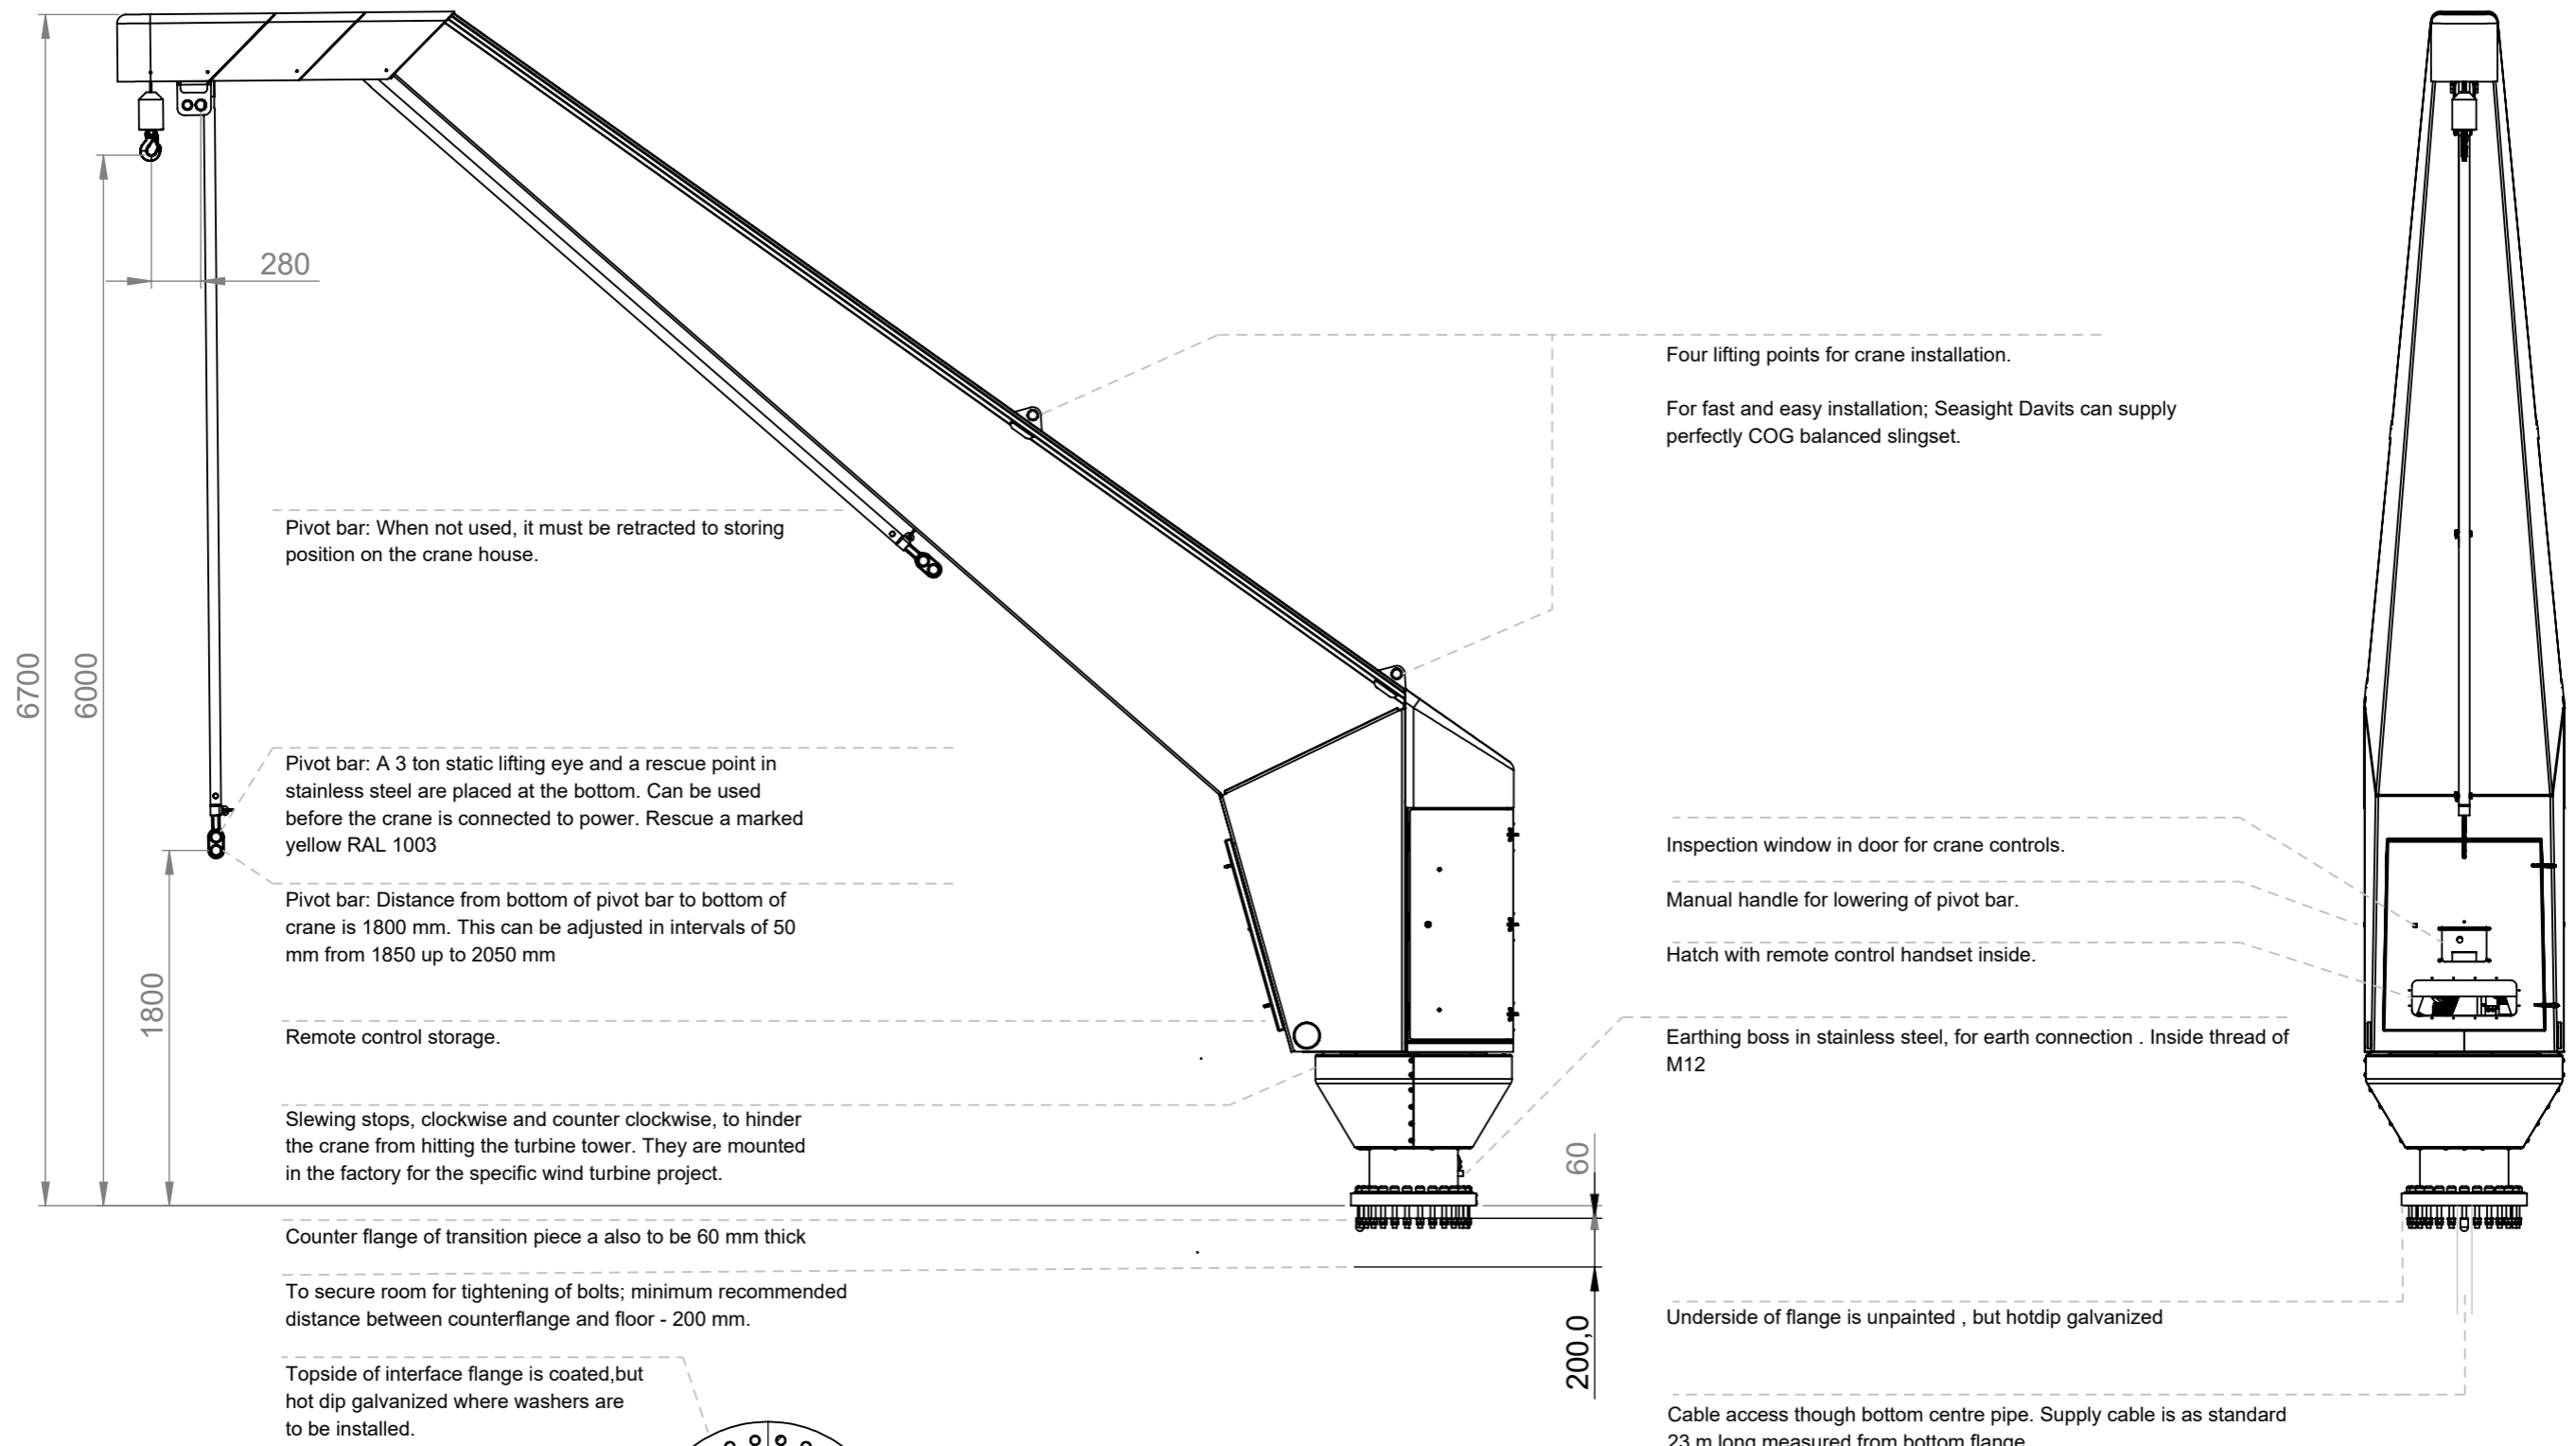 280
6700
6000
1800
60
200,0
Pivot bar: When not used, it must be retracted to storing
position on the crane house.
Pivot bar: A 3 ton static lifting eye and a rescue point in
stainless steel are placed at the bottom. Can be used
before the crane is connected to power. Rescue a marked
yellow RAL 1003
Pivot bar: Distance from bottom of pivot bar to bottom of
crane is 1800 mm. This can be adjusted in intervals of 50
mm from 1850 up to 2050 mm
Remote control storage.
Slewing stops, clockwise and counter clockwise, to hinder
the crane from hitting the turbine tower. They are mounted
in the factory for the specific wind turbine project.
Counter flange of transition piece a also to be 60 mm thick
To secure room for tightening of bolts; minimum recommended
distance between counterflange and floor - 200 mm.
Topside of interface flange is coated,but
hot dip galvanized where washers are
to be installed.
Four lifting points for crane installation.
For fast and easy installation; Seasight Davits can supply
perfectly COG balanced slingset.
Inspection window in door for crane controls.
Manual handle for lowering of pivot bar.
Hatch with remote control handset inside.
Earthing boss in stainless steel, for earth connection . Inside thread of
M12
Underside of flange is unpainted , but hotdip galvanized
Cable access though bottom centre pipe. Supply cable is as standard
23 m long measured from bottom flange